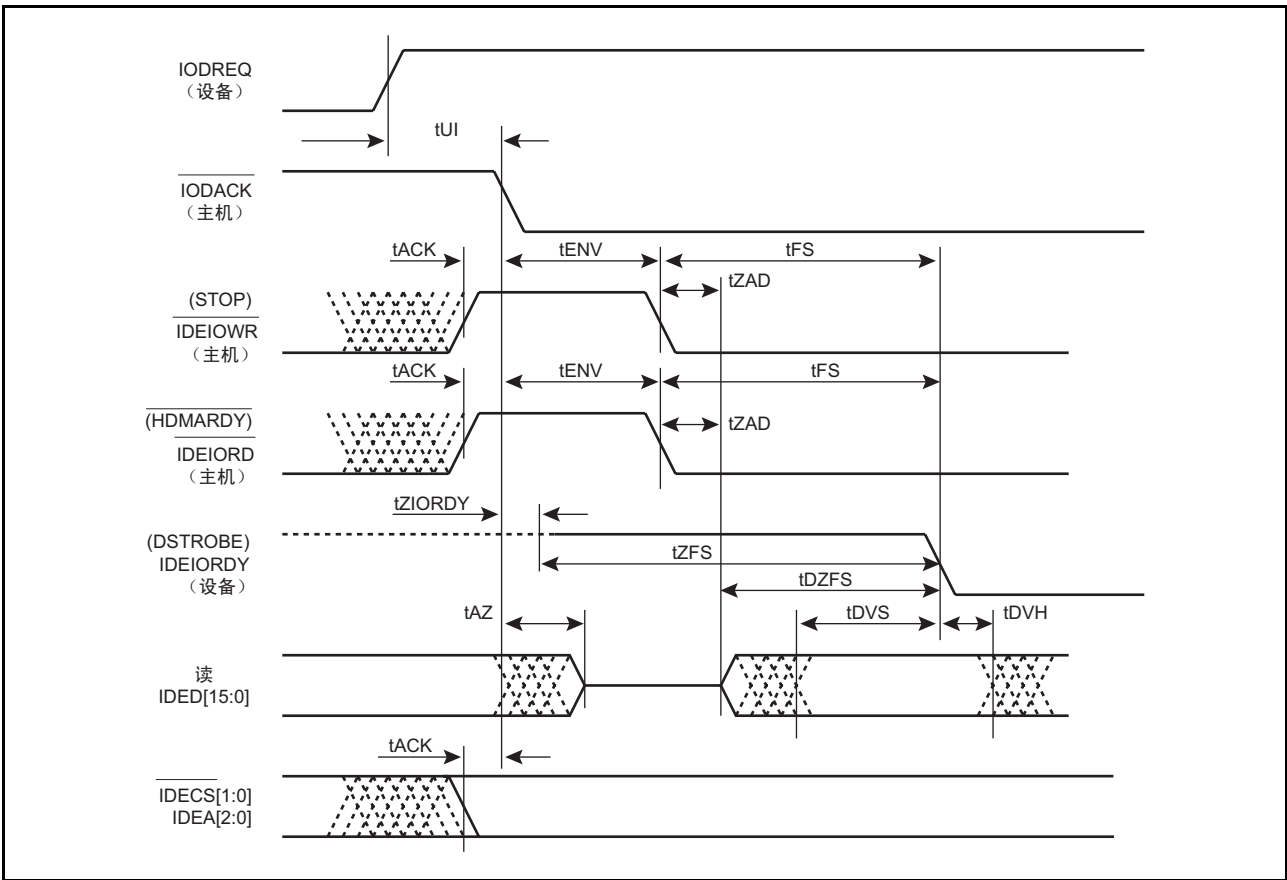 IODREQ
（设备）
tUI
IODACK
（主机）
tACK
tENV
tFS
tZAD
(STOP)
IDEIOWR
（主机）
tACK
tENV
tFS
tZAD
(HDMARDY)
IDEIORD
（主机）
tZIORDY
(DSTROBE)
IDEIORDY
（设备）
tZFS
tDZFS
tAZ
tDVS
tDVH
读
IDED[15:0]
tACK
IDECS[1:0]
IDEA[2:0]